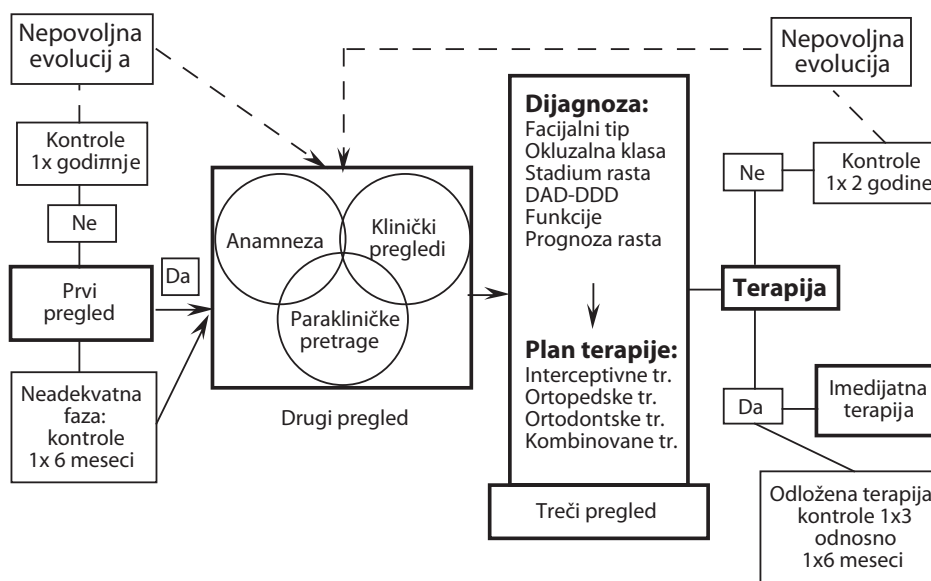 Nepovoljna
evolucij a
Kontrole
1x godiπnje
Ne
Prvi
pregled
Da
Neadekvatna
faza:
kontrole
1x 6 meseci
Anamneza
Klinički
pregledi
Parakliničke
pretrage
Drugi pregled
Dijagnoza:
Facijalni tip
Okluzalna klasa
Stadium rasta
DAD-DDD
Funkcije
Prognoza rasta
Plan terapije:
Interceptivne tr.
Ortopedske tr.
Ortodontske tr.
Kombinovane tr.
Treči pregled
Nepovoljna
evolucija
Ne
Kontrole
1x 2 godine
Terapija
Da
Imedijatna
terapija
Odložena terapija
kontrole 1x3
odnosno
1x6 meseci